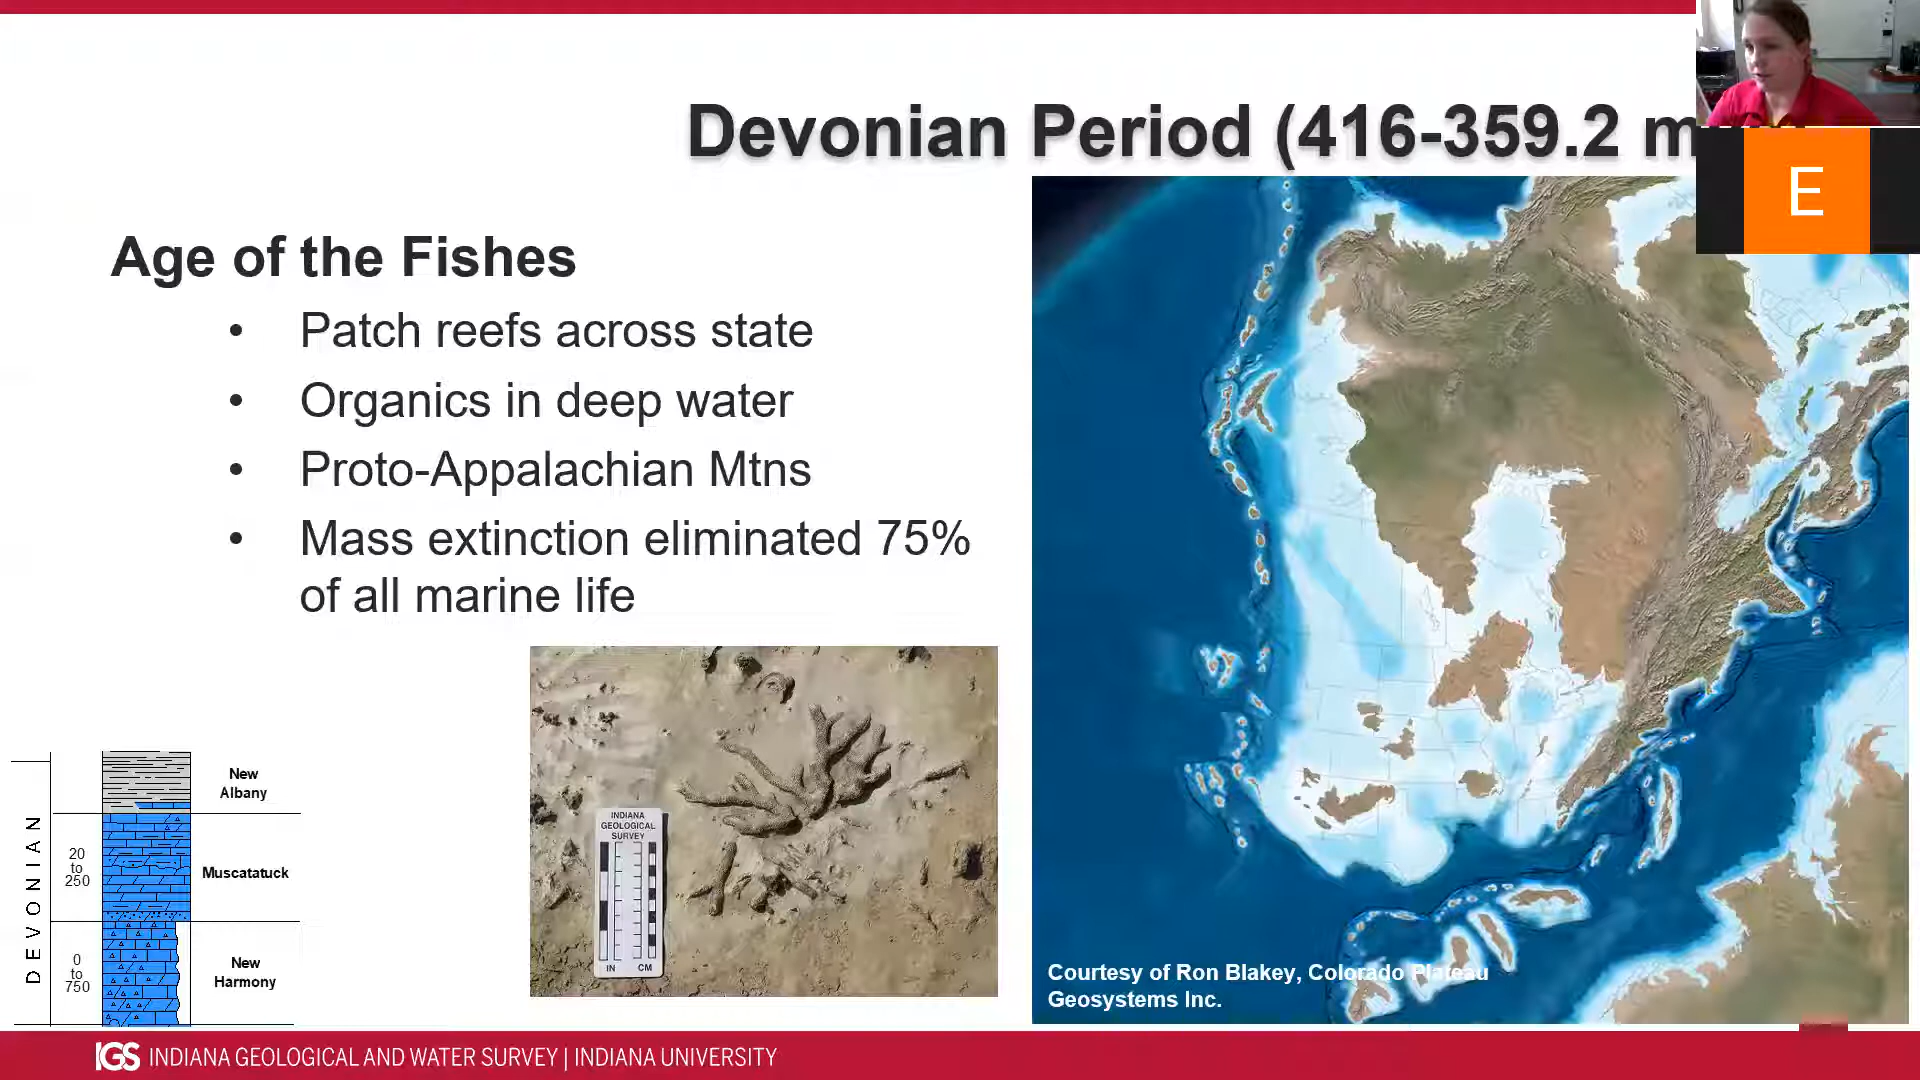 Devonian Period (416-359.2 m
E
Age of the Fishes
• Patch reefs across state
• Organics in deep water
• Proto-Appalachian Mtns
• Mass extinction eliminated 75%
of all marine life
DEVONIAN
New
Albany
20
to
250
Muscatatuck
0
to
750
New
Harmony
INDIANA
GEOLOGICAL
SURVEY
IN CM
Courtesy of Ron Blakey, Colorado Plateau
Geosystems Inc.
IGS INDIANA GEOLOGICAL AND WATER SURVEY | INDIANA UNIVERSITY